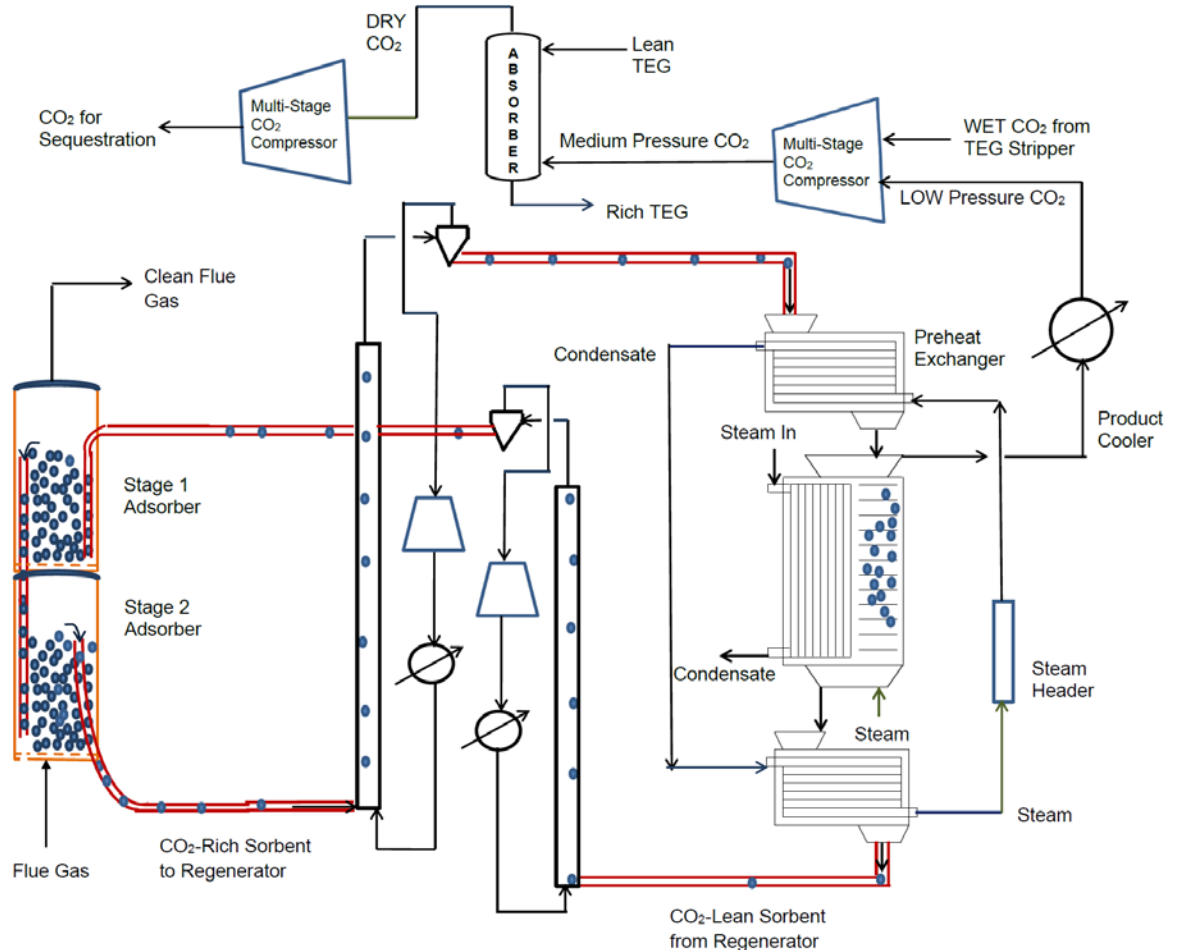 DRY
CO₂
ABSORBER
Lean
TEG
Multi-Stage
CO₂
Compressor
CO₂ for
Sequestration
Medium Pressure CO₂
Multi-Stage
CO₂
Compressor
WET CO₂ from
TEG Stripper
LOW Pressure CO₂
Rich TEG
Clean Flue
Gas
Condensate
Preheat
Exchanger
Product
Cooler
Steam In
Stage 1
Adsorber
Stage 2
Adsorber
Condensate
Steam
Header
Steam
Steam
Flue Gas
CO₂-Rich Sorbent
to Regenerator
CO₂-Lean Sorbent
from Regenerator